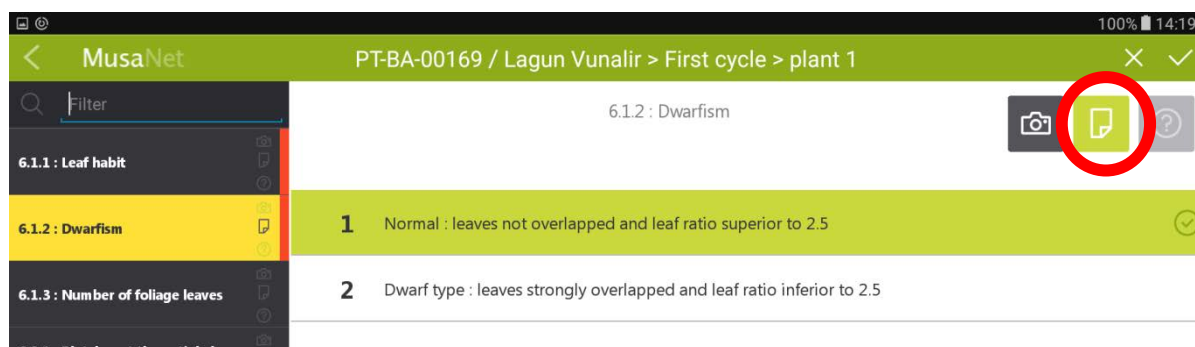 100% 14:19
MusaNet
PT-BA-00169 / Lagun Vunalir > First cycle > plant 1
Filter
6.1.2 : Dwarfism
6.1.1 : Leaf habit
6.1.2 : Dwarfism
1 Normal : leaves not overlapped and leaf ratio superior to 2.5
6.1.3 : Number of foliage leaves
2 Dwarf type : leaves strongly overlapped and leaf ratio inferior to 2.5